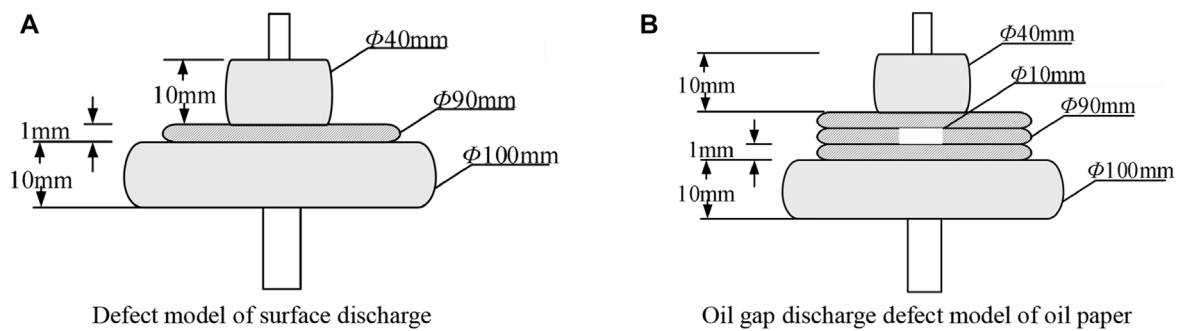 A
Φ40mm
10mm
Φ90mm
1mm
Φ100mm
10mm
Defect model of surface discharge
B
Φ40mm
Φ10mm
10mm
Φ90mm
1mm
Φ100mm
10mm
Oil gap discharge defect model of oil paper